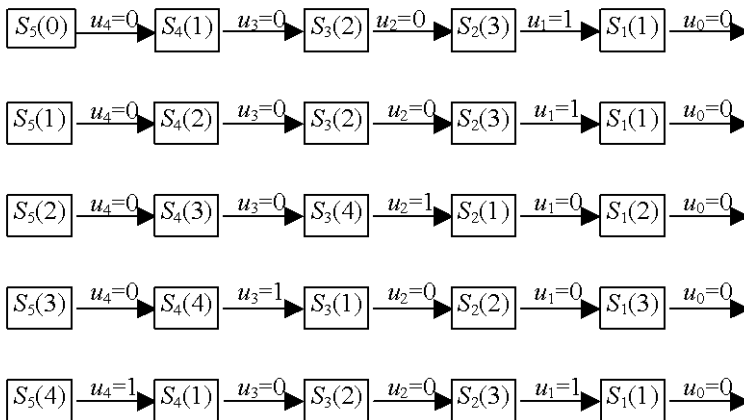 S₅(0) u₄=0 S₄(1) u₃=0 S₃(2) u₂=0 S₂(3) u₁=1 S₁(1) u₀=0
S₅(1) u₄=0 S₄(2) u₃=0 S₃(2) u₂=0 S₂(3) u₁=1 S₁(1) u₀=0
S₅(2) u₄=0 S₄(3) u₃=0 S₃(4) u₂=1 S₂(1) u₁=0 S₁(2) u₀=0
S₅(3) u₄=0 S₄(4) u₃=1 S₃(1) u₂=0 S₂(2) u₁=0 S₁(3) u₀=0
S₅(4) u₄=1 S₄(1) u₃=0 S₃(2) u₂=0 S₂(3) u₁=1 S₁(1) u₀=0